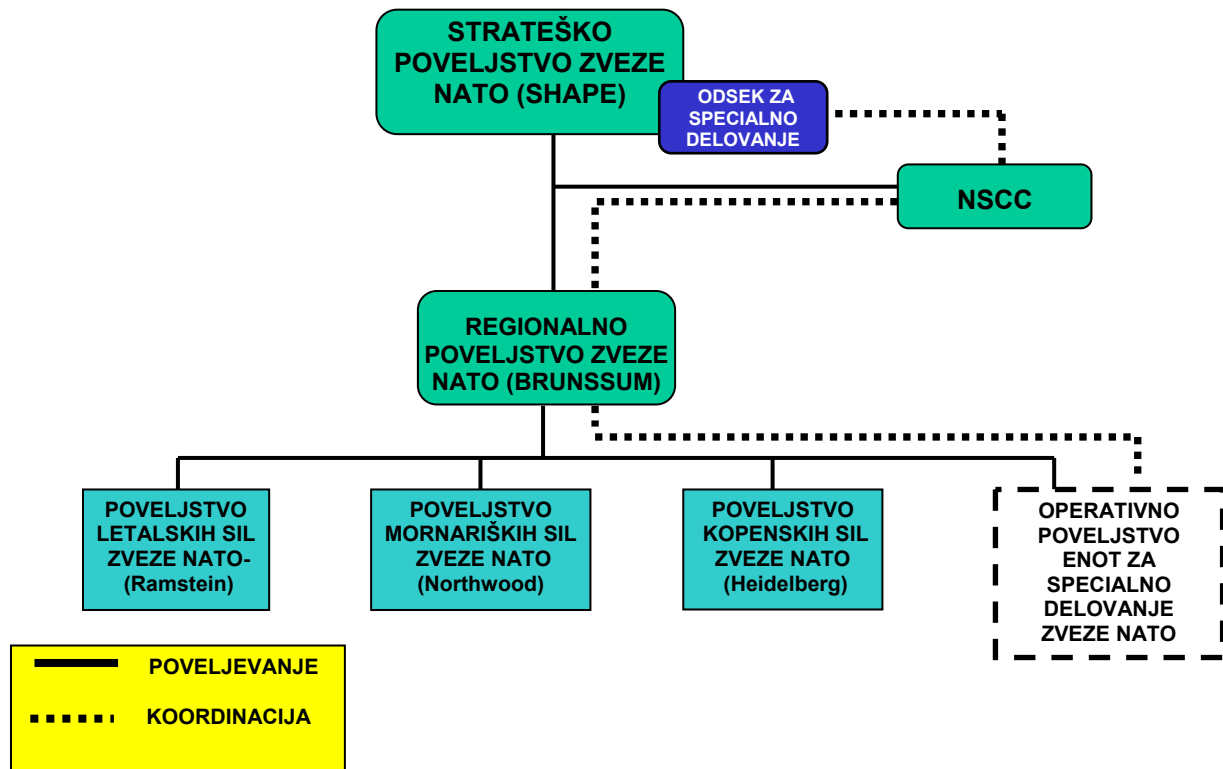 STRATEŠKO
POVELJSTVO ZVEZE
NATO (SHAPE)
ODSEK ZA
SPECIALNO
DELOVANJE
NSCC
REGIONALNO
POVELJSTVO ZVEZE
NATO (BRUNSSUM)
POVELJSTVO
LETALSKIH SIL
ZVEZE NATO-
(Ramstein)
POVELJSTVO
MORNARIŠKIH SIL
ZVEZE NATO
(Northwood)
POVELJSTVO
KOPENSKIH SIL
ZVEZE NATO
(Heidelberg)
OPERATIVNO
POVELJSTVO
ENOT ZA
SPECIALNO
DELOVANJE
ZVEZE NATO
POVELJEVANJE
KOORDINACIJA